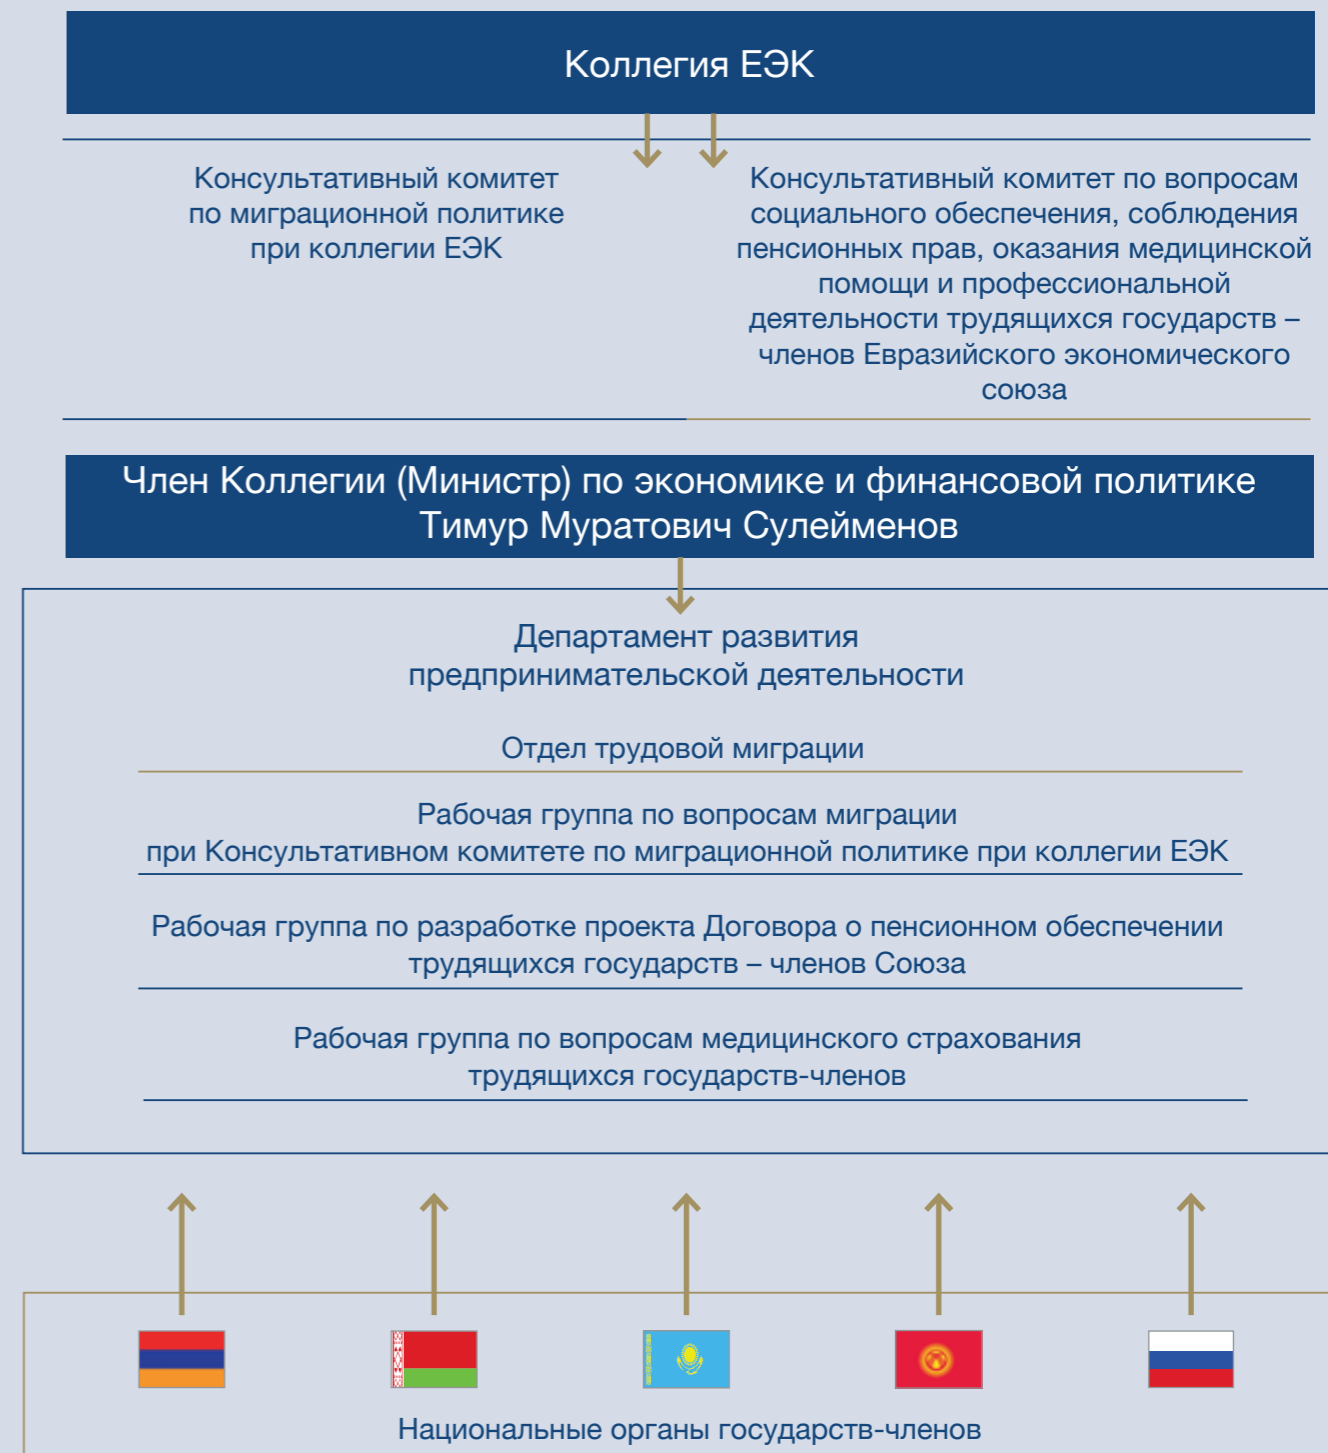 Коллегия ЕЭК
Консультативный комитет
по миграционной политике
при коллегии ЕЭК
Консультативный комитет по вопросам
социального обеспечения, соблюдения
пенсионных прав, оказания медицинской
помощи и профессиональной
деятельности трудящихся государств –
членов Евразийского экономического
союза
Член Коллегии (Министр) по экономике и финансовой политике
Тимур Муратович Сулейменов
Департамент развития
предпринимательской деятельности
Отдел трудовой миграции
Рабочая группа по вопросам миграции
при Консультативном комитете по миграционной политике при коллегии ЕЭК
Рабочая группа по разработке проекта Договора о пенсионном обеспечении
трудящихся государств – членов Союза
Рабочая группа по вопросам медицинского страхования
трудящихся государств-членов
Национальные органы государств-членов